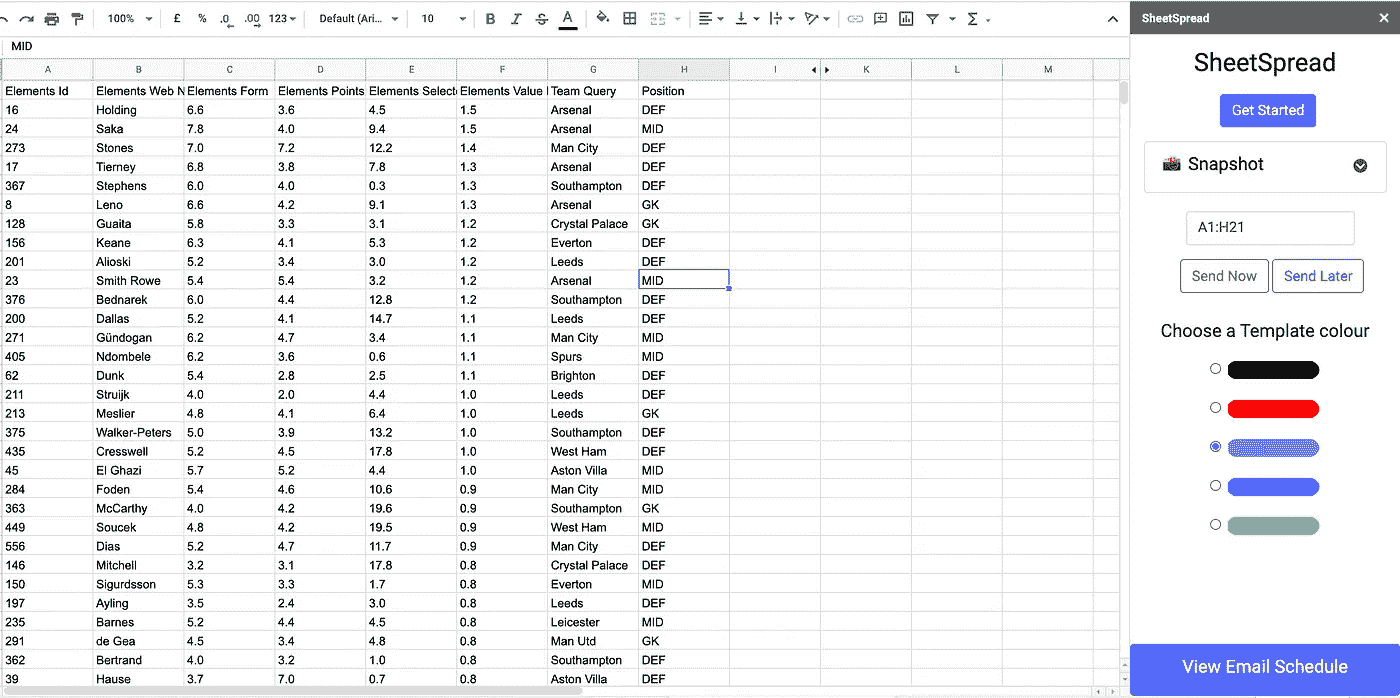 100% £ % .0 .00 123 Default (Ari... 10 B I S A Σ
MID
A B C D E F G H I K L M
Elements Id Elements Web N Elements Form Elements Points Elements Selecte Elements Value Team Query Position
16 Holding 6.6 3.6 4.5 1.5 Arsenal DEF
24 Saka 7.8 4.0 9.4 1.5 Arsenal MID
273 Stones 7.0 7.2 12.2 1.4 Man City DEF
17 Tierney 6.8 3.8 7.8 1.3 Arsenal DEF
367 Stephens 6.0 4.0 0.3 1.3 Southampton DEF
8 Leno 6.6 4.2 9.1 1.3 Arsenal GK
128 Guaita 5.8 3.3 3.1 1.2 Crystal Palace GK
156 Keane 6.3 4.1 5.3 1.2 Everton DEF
201 Alioski 5.2 3.4 3.0 1.2 Leeds DEF
23 Smith Rowe 5.4 5.4 3.2 1.2 Arsenal MID
376 Bednarek 6.0 4.4 12.8 1.2 Southampton DEF
200 Dallas 5.2 4.1 14.7 1.1 Leeds DEF
271 Gündogan 6.2 4.7 3.4 1.1 Man City MID
405 Ndombele 6.2 3.6 0.6 1.1 Spurs MID
62 Dunk 5.4 2.8 2.5 1.1 Brighton DEF
211 Struijk 4.0 2.0 4.4 1.0 Leeds DEF
213 Meslier 4.8 4.1 6.4 1.0 Leeds GK
375 Walker-Peters 5.0 3.9 13.2 1.0 Southampton DEF
435 Cresswell 5.2 4.5 17.8 1.0 West Ham DEF
45 El Ghazi 5.7 5.2 4.4 1.0 Aston Villa MID
284 Foden 5.4 4.6 10.6 0.9 Man City MID
363 McCarthy 4.0 4.2 19.6 0.9 Southampton GK
449 Soucek 4.8 4.2 19.5 0.9 West Ham MID
556 Dias 5.2 4.7 11.7 0.9 Man City DEF
146 Mitchell 3.2 3.1 17.8 0.8 Crystal Palace DEF
150 Sigurdsson 5.3 3.3 1.7 0.8 Everton MID
197 Ayling 3.5 2.4 3.0 0.8 Leeds DEF
235 Barnes 5.2 4.4 4.5 0.8 Leicester MID
291 de Gea 4.5 3.4 4.8 0.8 Man Utd GK
362 Bertrand 4.0 3.2 1.0 0.8 Southampton DEF
39 Hause 3.7 7.0 0.7 0.8 Aston Villa DEF
SheetSpread
SheetSpread
Get Started
Snapshot
A1:H21
Send Now Send Later
Choose a Template colour
View Email Schedule